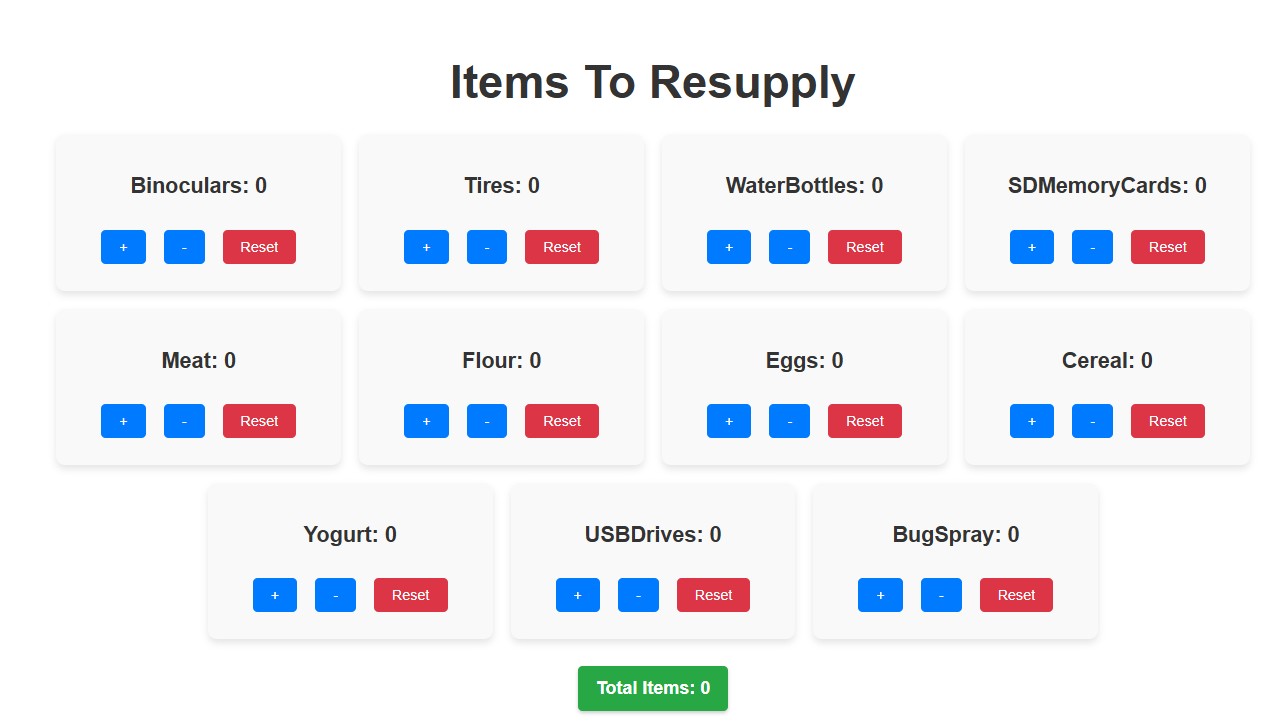 Items To Resupply
Binoculars: 0
+ - Reset
Tires: 0
+ - Reset
WaterBottles: 0
+ - Reset
SDMemoryCards: 0
+ - Reset
Meat: 0
+ - Reset
Flour: 0
+ - Reset
Eggs: 0
+ - Reset
Cereal: 0
+ - Reset
Yogurt: 0
+ - Reset
USBDrives: 0
+ - Reset
BugSpray: 0
+ - Reset
Total Items: 0